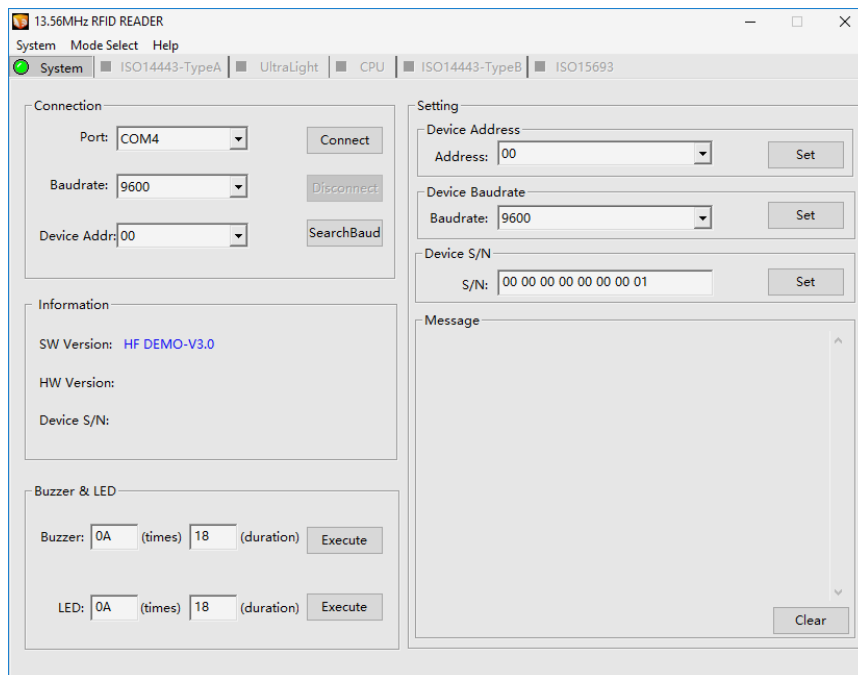 13.56MHz RFID READER
System Mode Select Help
System ISO14443-TypeA UltraLight CPU ISO14443-TypeB ISO15693
Connection
Port: COM4 Connect
Baudrate: 9600 Disconnect
Device Addr: 00 SearchBaud
Information
SW Version: HF DEMO-V3.0
HW Version:
Device S/N:
Buzzer & LED
Buzzer: 0A (times) 18 (duration) Execute
LED: 0A (times) 18 (duration) Execute
Setting
Device Address
Address: 00 Set
Device Baudrate
Baudrate: 9600 Set
Device S/N
S/N: 00 00 00 00 00 00 00 01 Set
Message
Clear